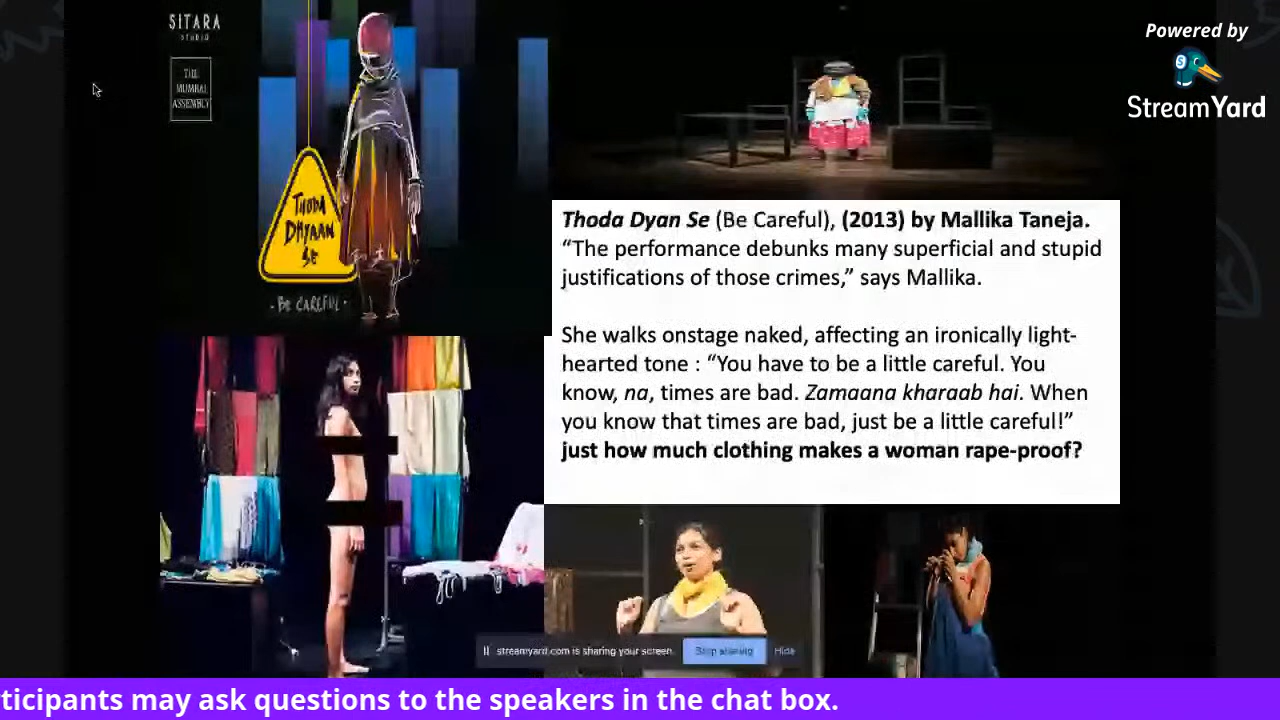 SITARA
STUDIO
THE
MUMBAI
ASSEMBLY
THODA
DHYAAN
SE
- BE CAREFUL -
Powered by
StreamYard
Thoda Dyan Se (Be Careful), (2013) by Mallika Taneja.
“The performance debunks many superficial and stupid
justifications of those crimes,” says Mallika.
She walks onstage naked, affecting an ironically light-
hearted tone : “You have to be a little careful. You
know, na, times are bad. Zamaana kharaab hai. When
you know that times are bad, just be a little careful!”
just how much clothing makes a woman rape-proof?
streamyard.com is sharing your screen.
Stop sharing
Hide
ticipants may ask questions to the speakers in the chat box.